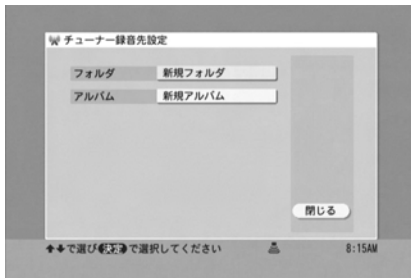 チューナー録音先設定
フォルダ 新規フォルダ
アルバム 新規アルバム
閉じる
↑↓で選び決定で選択してください 8:15AM